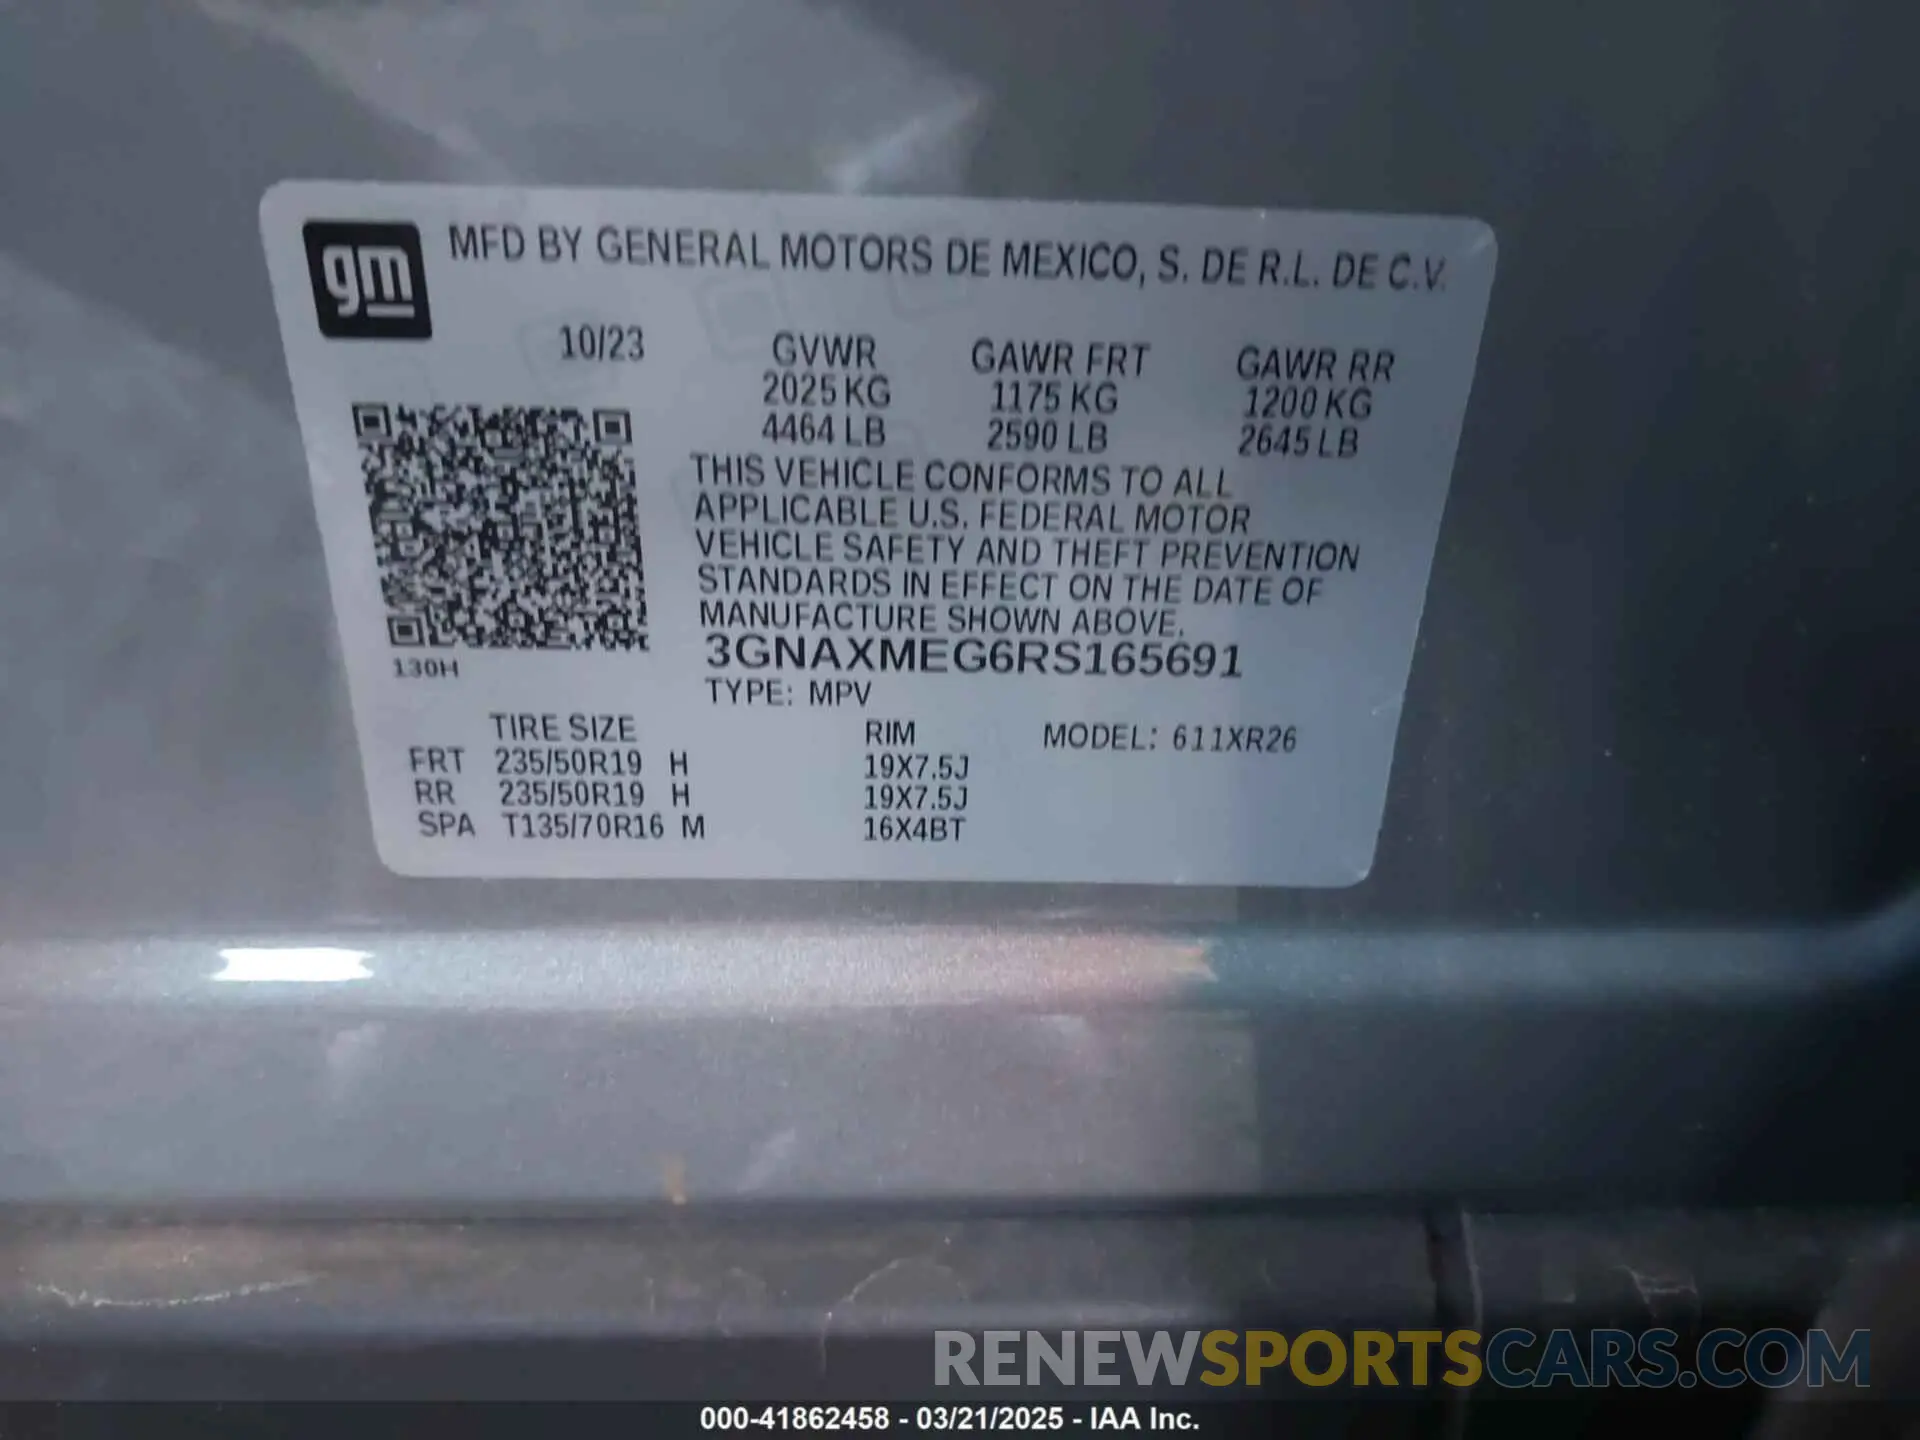 gm
MFD BY GENERAL MOTORS DE MEXICO, S. DE R.L. DE C.V.
10/23 GVWR GAWR FRT GAWR RR
2025 KG 1175 KG 1200 KG
4464 LB 2590 LB 2645 LB
THIS VEHICLE CONFORMS TO ALL
APPLICABLE U.S. FEDERAL MOTOR
VEHICLE SAFETY AND THEFT PREVENTION
STANDARDS IN EFFECT ON THE DATE OF
MANUFACTURE SHOWN ABOVE.
3GNAXMEG6RS165691
130H
TYPE: MPV
TIRE SIZE RIM MODEL: 611XR26
FRT 235/50R19 H 19X7.5J
RR 235/50R19 H 19X7.5J
SPA T135/70R16 M 16X4BT
RENEWSPORTSCARS.COM
000-41862458 - 03/21/2025 - IAA Inc.